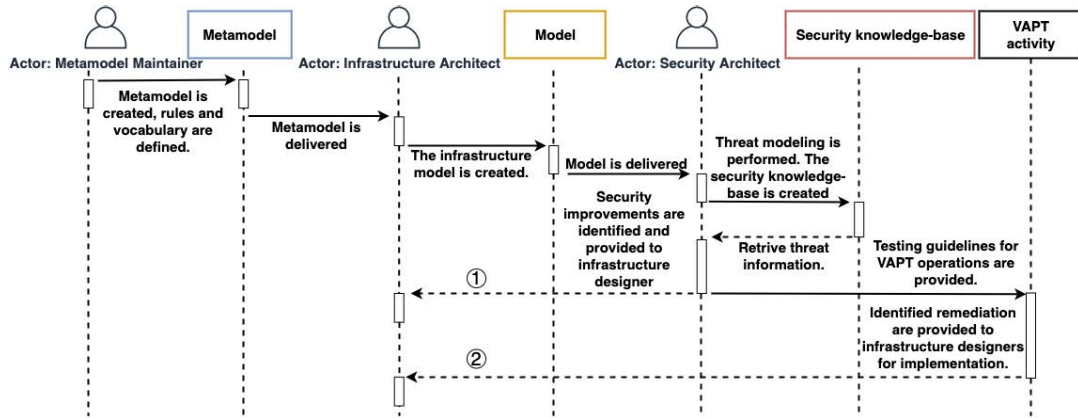 Metamodel
Model
Security knowledge-base
VAPT
activity
Actor: Metamodel Maintainer
Actor: Infrastructure Architect
Actor: Security Architect
Metamodel is
created, rules and
vocabulary are
defined.
Metamodel is
delivered
The infrastructure
model is created.
Model is delivered
Threat modeling is
performed. The
security knowledge-
base is created
Security
improvements are
identified and
provided to
infrastructure
designer
Retrive threat
information.
Testing guidelines for
VAPT operations are
provided.
①
Identified remediation
are provided to
infrastructure designers
for implementation.
②